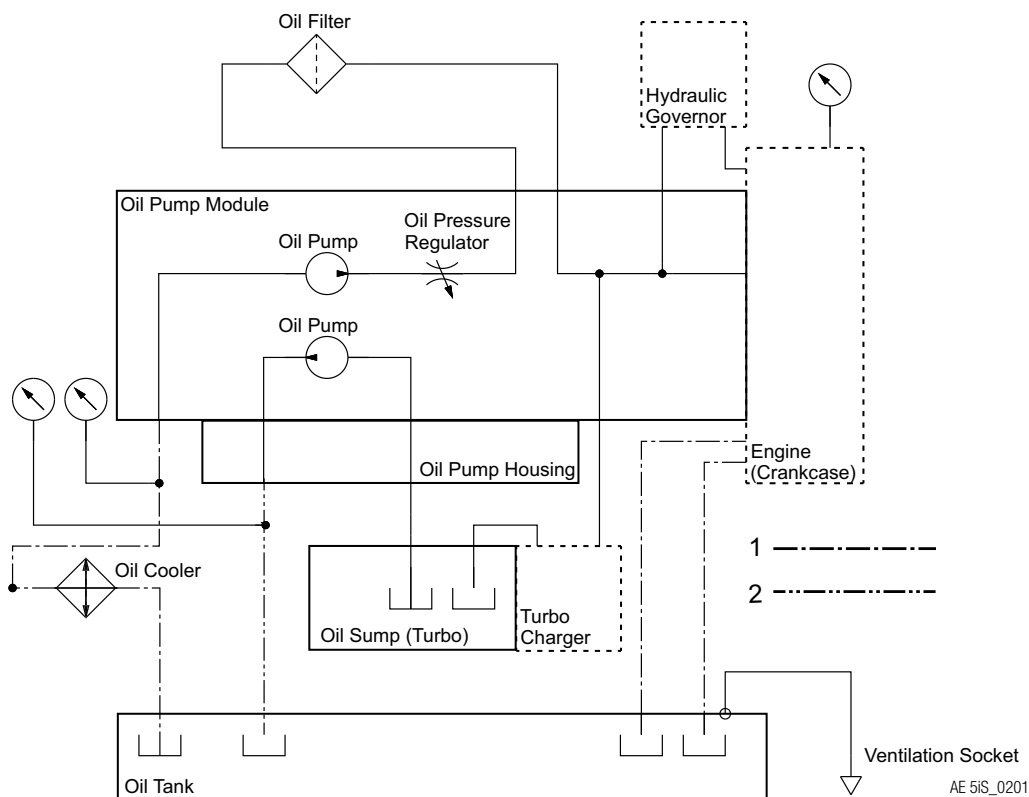 Oil Filter
Hydraulic
Governor
Oil Pump Module
Oil Pressure
Regulator
Oil Pump
Oil Pump
Oil Pump Housing
Engine
(Crankcase)
Oil Cooler
1
2
Oil Sump (Turbo)
Turbo
Charger
Ventilation Socket
Oil Tank
AE 5iS_0201